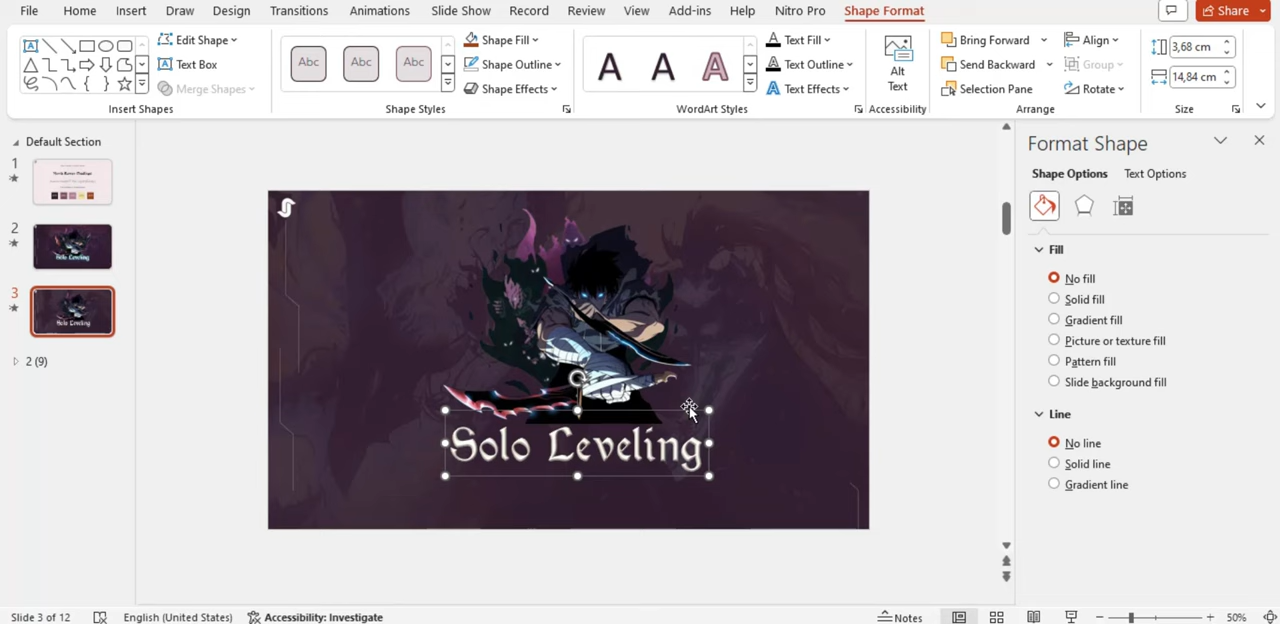 File Home Insert Draw Design Transitions Animations Slide Show Record Review View Add-ins Help Nitro Pro Shape Format Share
Edit Shape
Text Box
Merge Shapes
Insert Shapes
Abc Abc Abc
Shape Fill
Shape Outline
Shape Effects
Shape Styles
A A A
Text Fill
Text Outline
Text Effects
WordArt Styles
Alt
Text
Accessibility
Bring Forward
Send Backward
Selection Pane
Align
Group
Rotate
Arrange
3,68 cm
14,84 cm
Size
Default Section
1
2
Solo Leveling
3
Solo Leveling
2 (9)
Solo Leveling
Format Shape
Shape Options Text Options
Fill
No fill
Solid fill
Gradient fill
Picture or texture fill
Pattern fill
Slide background fill
Line
No line
Solid line
Gradient line
Slide 3 of 12 English (United States) Accessibility: Investigate Notes 50%